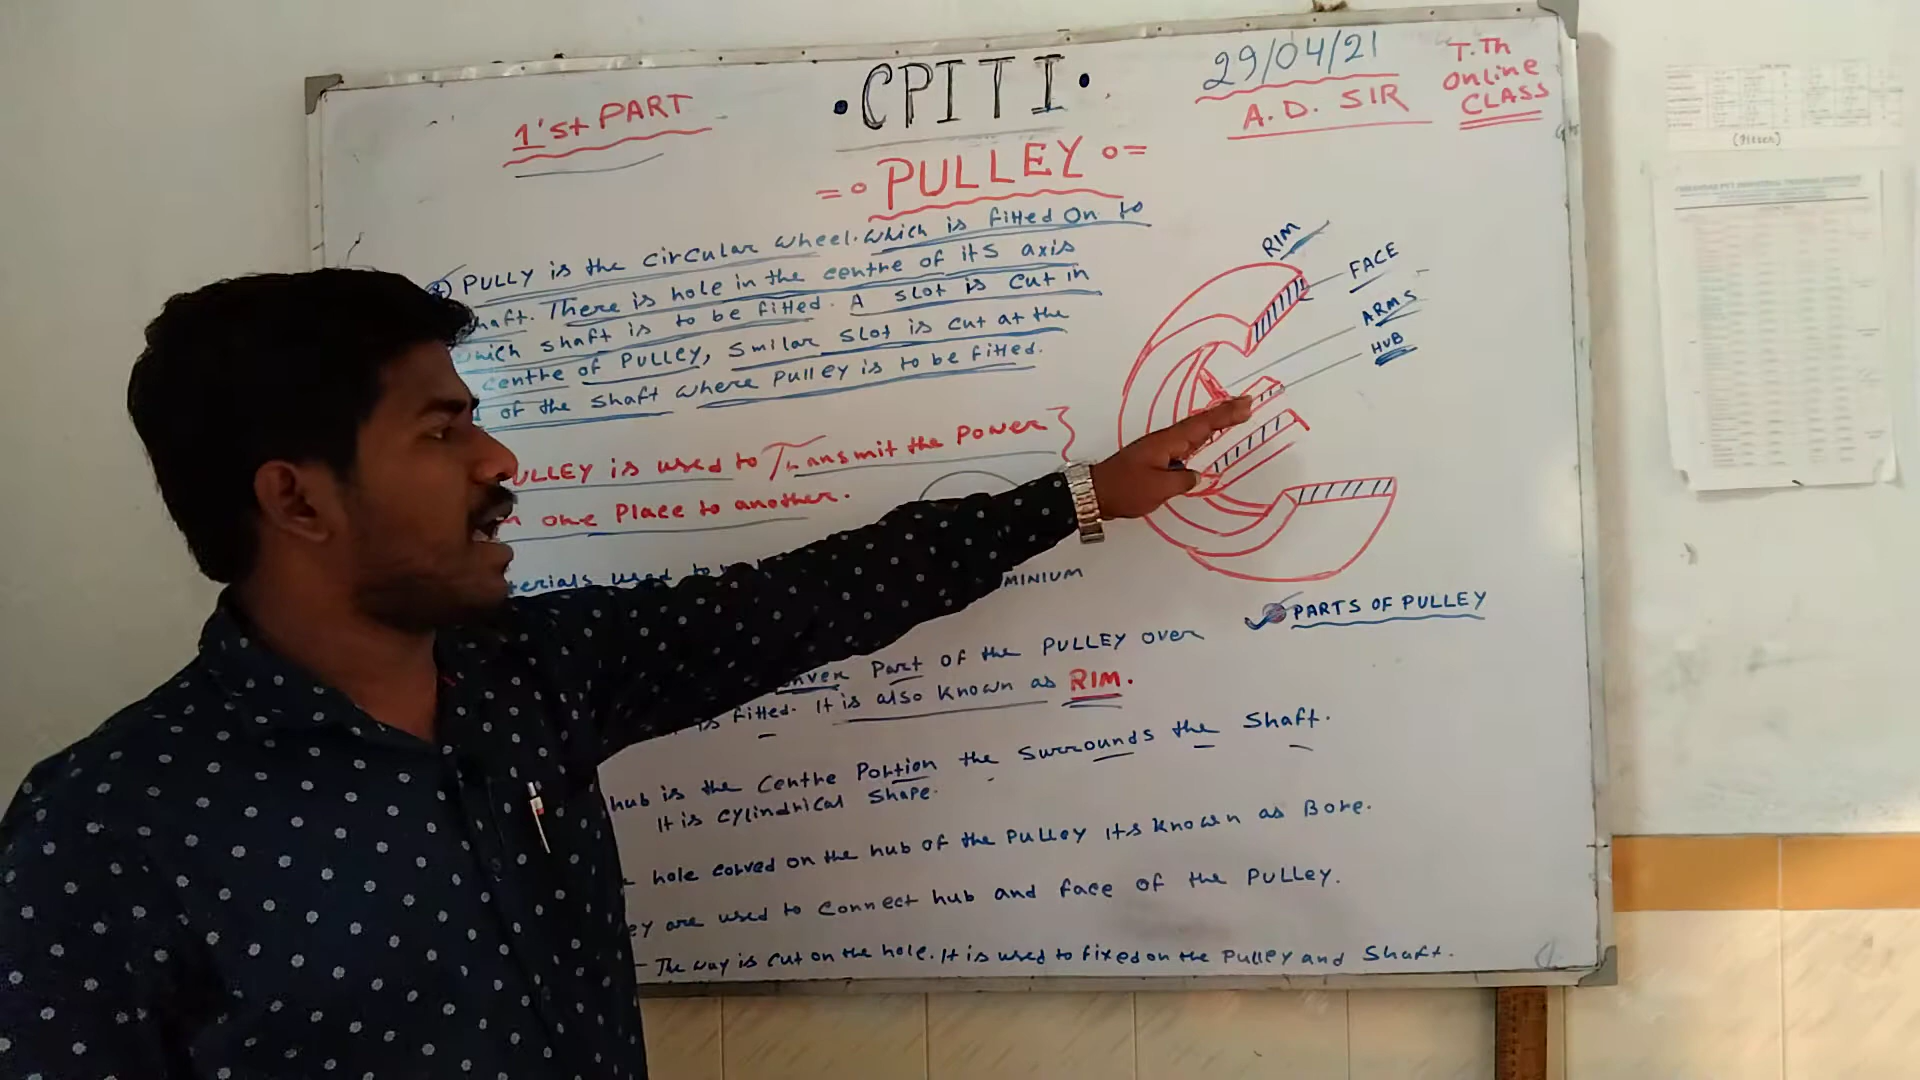 1'st PART
•CPITI•
29/04/21
A.D. SIR
T.Th
Online
CLASS
=o PULLEY o=
PULLY is the circular wheel. which is fitted On to
haft. There is hole in the centre of its axis
which shaft is to be fitted. A slot is cut in
centre of PULLEY, Smilar slot is cut at the
of the shaft where Pulley is to be fitted.
ULLEY is used to Transmit the Power
m one Place to another.
terials used to
MINIUM
Part of the PULLEY over
is fitted. It is also known as RIM.
hub is the Centre Portion the Surrounds the Shaft.
It is cylindrical Shape.
hole corved on the hub of the Pulley its known as Bore.
ey are used to connect hub and face of the PULLEY.
- The way is cut on the hole. It is used to fixed on the Pulley and Shaft.
RIM
FACE
ARMS
HUB
PARTS OF PULLEY
(Fitter)